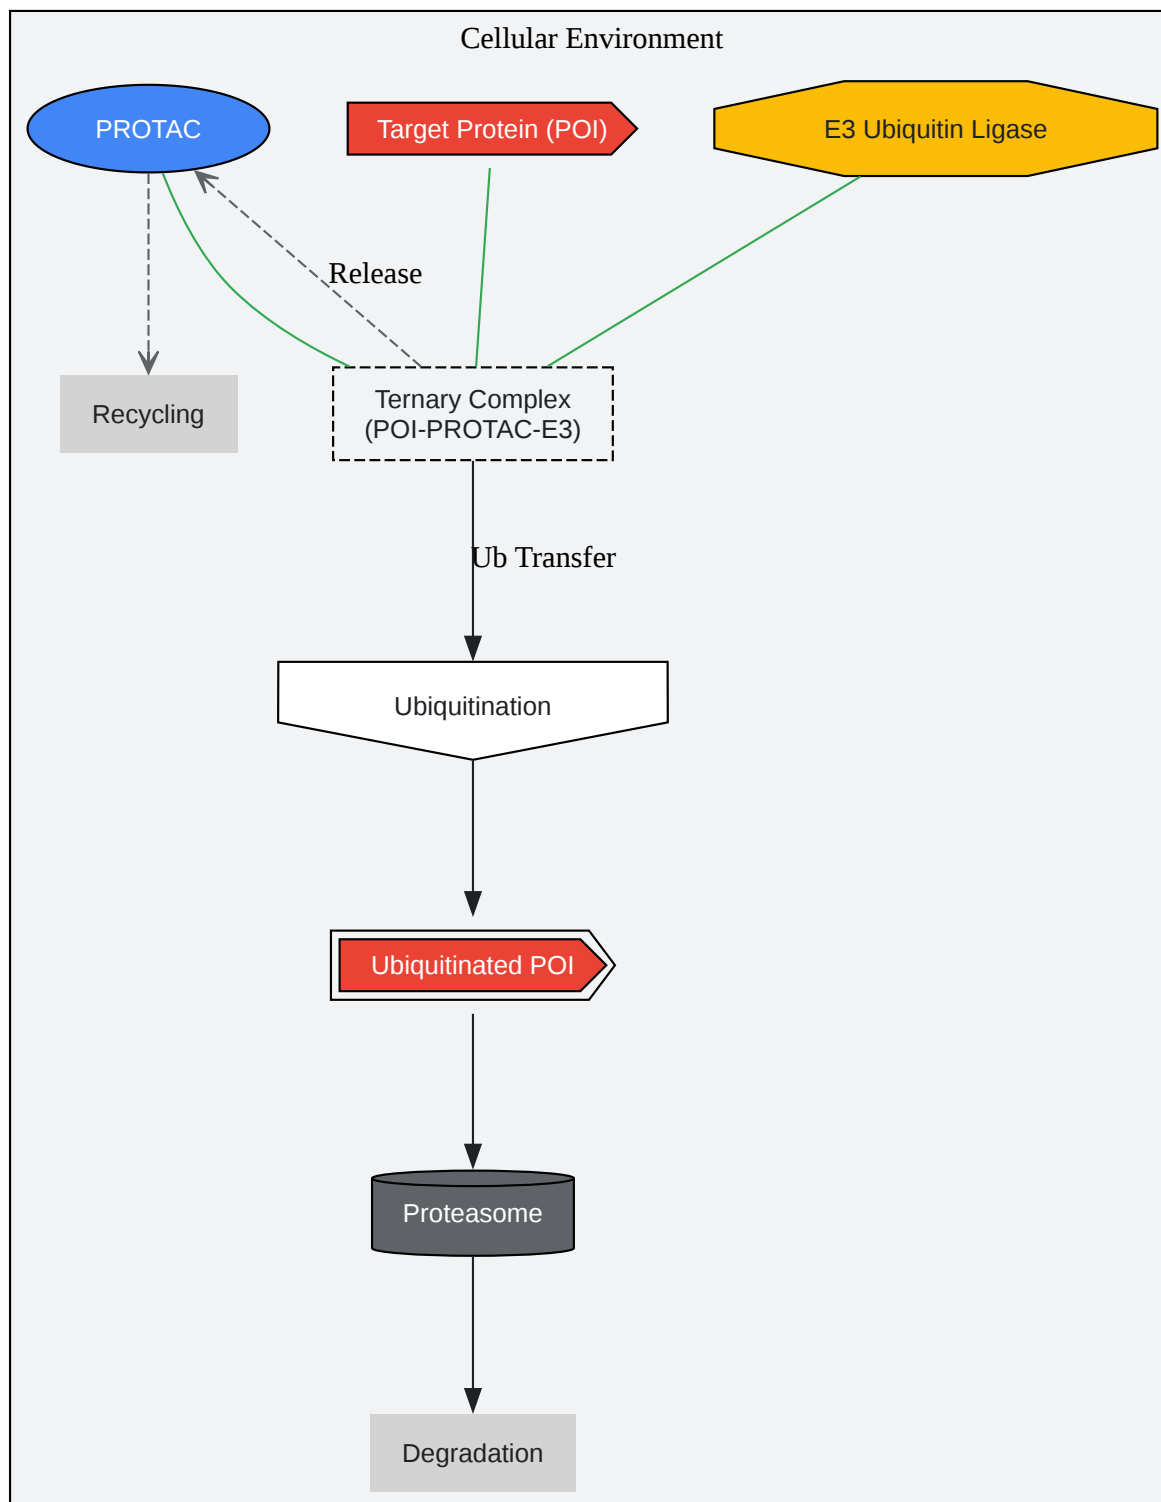 Cellular Environment
PROTAC
Target Protein (POI)
E3 Ubiquitin Ligase
Release
Recycling
Ternary Complex
(POI-PROTAC-E3)
Ub Transfer
Ubiquitination
Ubiquitinated POI
Proteasome
Degradation